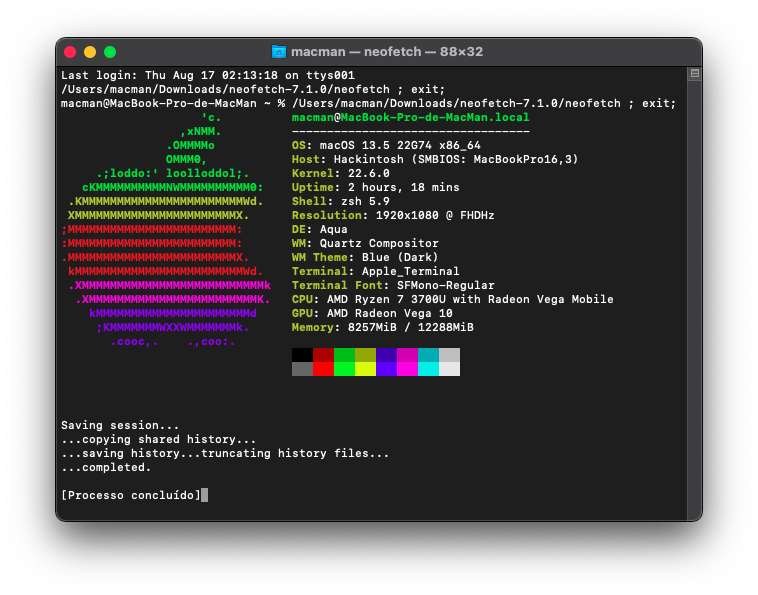 macman — neofetch — 88×32
Last login: Thu Aug 17 02:13:18 on ttys001
/Users/macman/Downloads/neofetch-7.1.0/neofetch ; exit;
macman@MacBook-Pro-de-MacMan ~ % /Users/macman/Downloads/neofetch-7.1.0/neofetch ; exit;
'c. macman@MacBook-Pro-de-MacMan.local
,xNMM. ----------------------------------
.OMMMMo OS: macOS 13.5 22G74 x86_64
OMMM0, Host: Hackintosh (SMBIOS: MacBookPro16,3)
.;loddo:' loolloddol;. Kernel: 22.6.0
cKMMMMMMMMMMNWMMMMMMMMMM0: Uptime: 2 hours, 18 mins
.KMMMMMMMMMMMMMMMMMMMMMMMWd. Shell: zsh 5.9
XMMMMMMMMMMMMMMMMMMMMMMMX. Resolution: 1920x1080 @ FHDHz
;MMMMMMMMMMMMMMMMMMMMMMMM: DE: Aqua
:MMMMMMMMMMMMMMMMMMMMMMMM: WM: Quartz Compositor
.MMMMMMMMMMMMMMMMMMMMMMMMX. WM Theme: Blue (Dark)
kMMMMMMMMMMMMMMMMMMMMMMMMWd. Terminal: Apple_Terminal
.XMMMMMMMMMMMMMMMMMMMMMMMMMMk Terminal Font: SFMono-Regular
.XMMMMMMMMMMMMMMMMMMMMMMMMK. CPU: AMD Ryzen 7 3700U with Radeon Vega Mobile
kMMMMMMMMMMMMMMMMMMMMMMd GPU: AMD Radeon Vega 10
;KMMMMMMMWXXWMMMMMMMk. Memory: 8257MiB / 12288MiB
.cooc,. .,coo:.
Saving session...
...copying shared history...
...saving history...truncating history files...
...completed.
[Processo concluído]